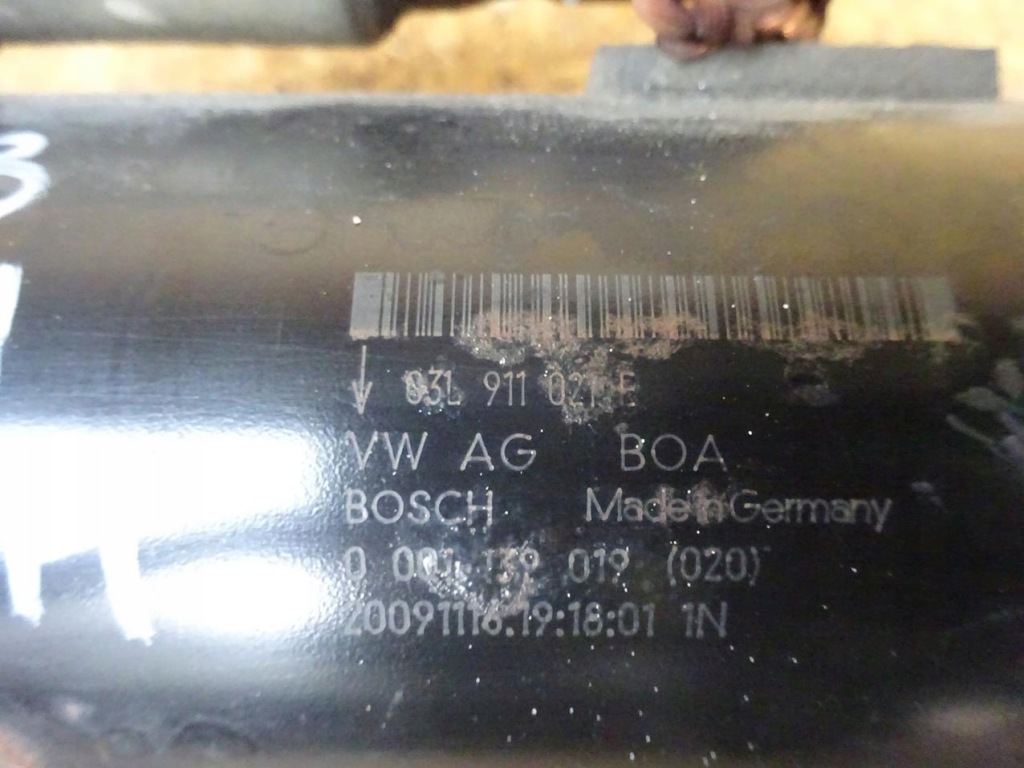 03L 911 021 E
VW AG BOA
BOSCH Made in Germany
0 001 139 019 (020)
20091116.19:18:01 1N